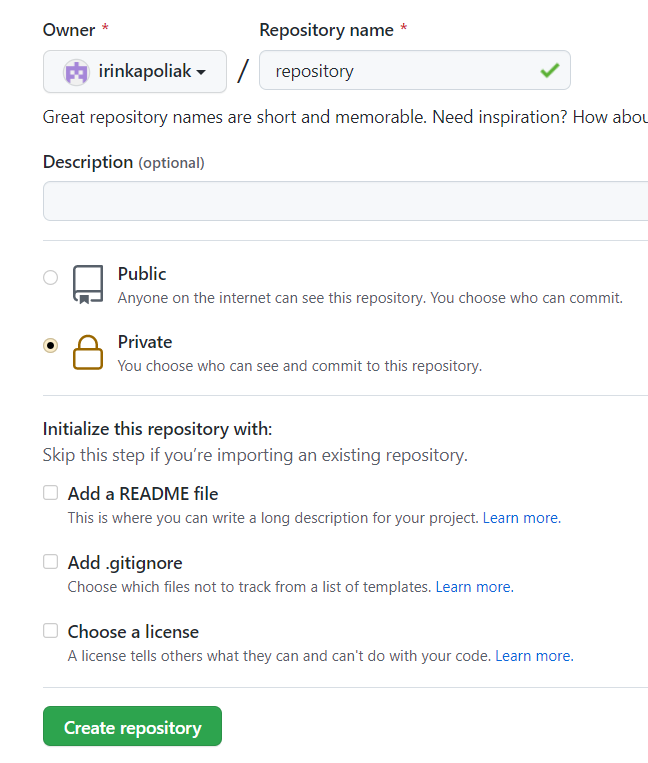 Owner * Repository name *
irinkapoliak / repository
Great repository names are short and memorable. Need inspiration? How abou
Description (optional)
Public
Anyone on the internet can see this repository. You choose who can commit.
Private
You choose who can see and commit to this repository.
Initialize this repository with:
Skip this step if you’re importing an existing repository.
Add a README file
This is where you can write a long description for your project. Learn more.
Add .gitignore
Choose which files not to track from a list of templates. Learn more.
Choose a license
A license tells others what they can and can't do with your code. Learn more.
Create repository